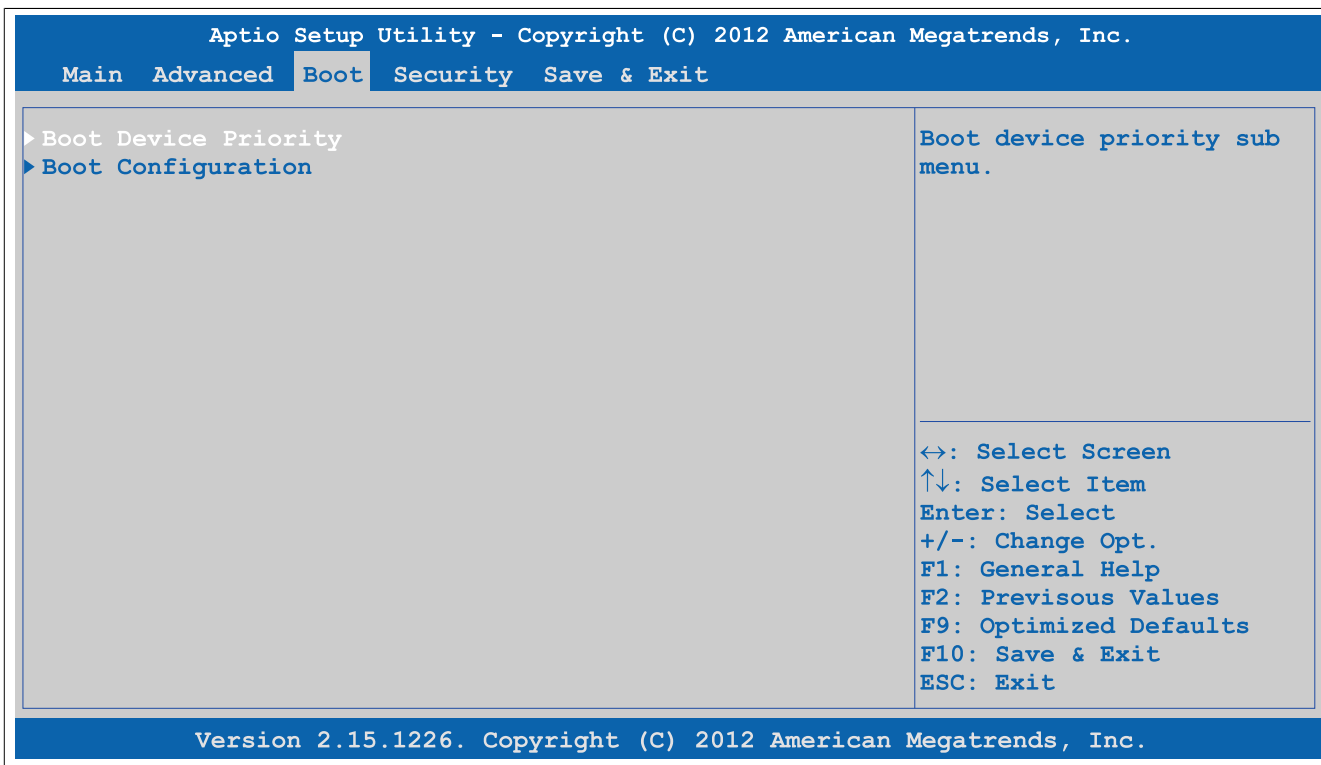 Aptio Setup Utility - Copyright (C) 2012 American Megatrends, Inc.
Main Advanced Boot Security Save & Exit
Boot Device Priority
Boot Configuration
Boot device priority sub
menu.
↔: Select Screen
↑↓: Select Item
Enter: Select
+/-: Change Opt.
F1: General Help
F2: Previsous Values
F9: Optimized Defaults
F10: Save & Exit
ESC: Exit
Version 2.15.1226. Copyright (C) 2012 American Megatrends, Inc.